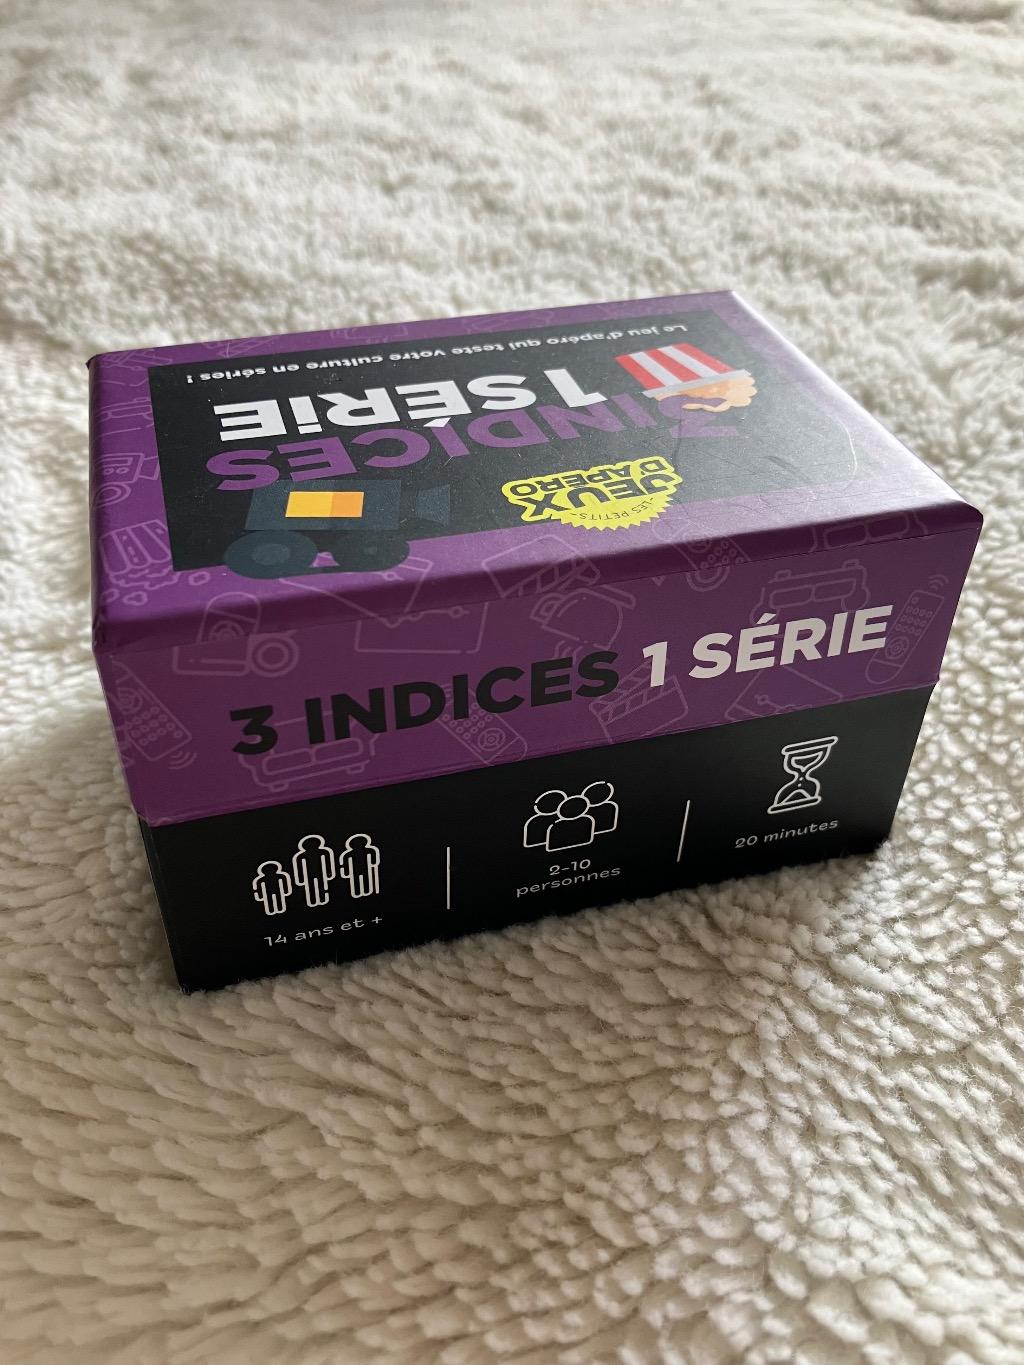 Le jeu d'apéro qui teste votre culture en séries !
3 INDICES
1 SÉRiE
LES PETITS
JEUX
D'APERO
3 INDICES 1 SÉRIE
14 ans et +
2-10
personnes
20 minutes